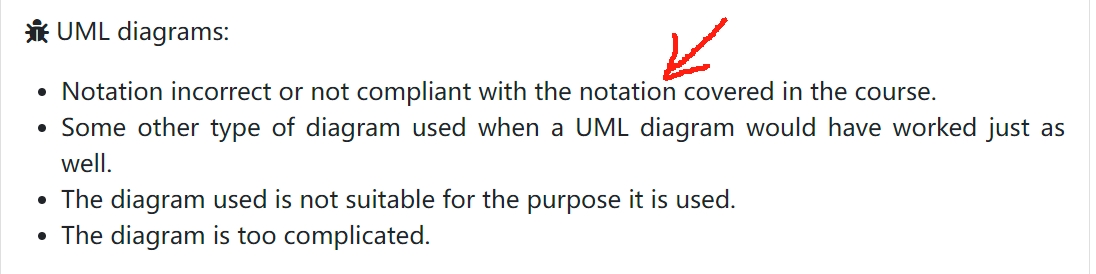 UML diagrams:
• Notation incorrect or not compliant with the notation covered in the course.
• Some other type of diagram used when a UML diagram would have worked just as
well.
• The diagram used is not suitable for the purpose it is used.
• The diagram is too complicated.